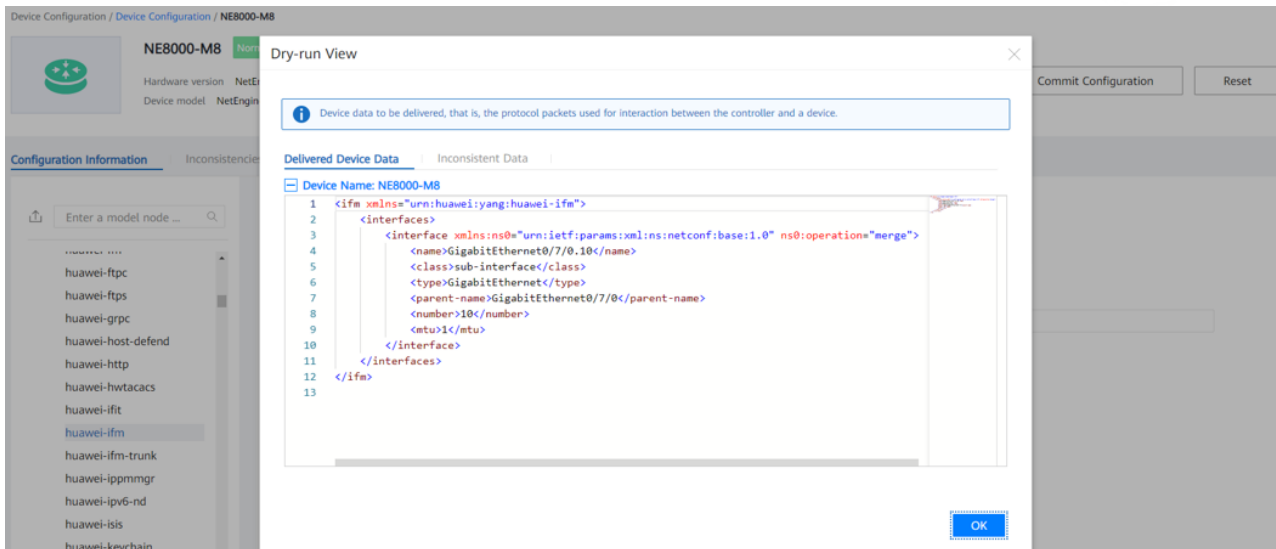 Device Configuration / Device Configuration / NE8000-M8
NE8000-M8 Norm
Hardware version NetE
Device model NetEngin
Dry-run View
Commit Configuration
Reset
Device data to be delivered, that is, the protocol packets used for interaction between the controller and a device.
Configuration Information
Inconsistencie
Delivered Device Data
Inconsistent Data
Device Name: NE8000-M8
1 <ifm xmlns="urn:huawei:yang:huawei-ifm">
2 <interfaces>
3 <interface xmlns:ns0="urn:ietf:params:xml:ns:netconf:base:1.0" ns0:operation="merge">
4 <name>GigabitEthernet0/7/0.10</name>
5 <class>sub-interface</class>
6 <type>GigabitEthernet</type>
7 <parent-name>GigabitEthernet0/7/0</parent-name>
8 <number>10</number>
9 <mtu>1</mtu>
10 </interface>
11 </interfaces>
12 </ifm>
13
Enter a model node ...
huawei-ftpc
huawei-ftps
huawei-grpc
huawei-host-defend
huawei-http
huawei-hwtacacs
huawei-ifit
huawei-ifm
huawei-ifm-trunk
huawei-ippmmgr
huawei-ipv6-nd
huawei-isis
huawei-keychain
OK